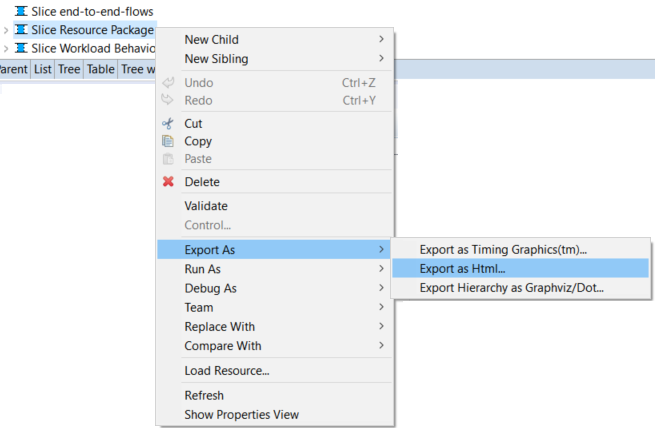 Slice end-to-end-flows
Slice Resource Package
Slice Workload Behavio
Parent List Tree Table Tree w
New Child
New Sibling
Undo Ctrl+Z
Redo Ctrl+Y
Cut
Copy
Paste
Delete
Validate
Control...
Export As
Run As
Debug As
Team
Replace With
Compare With
Load Resource...
Refresh
Show Properties View
Export as Timing Graphics(tm)...
Export as Html...
Export Hierarchy as Graphviz/Dot...